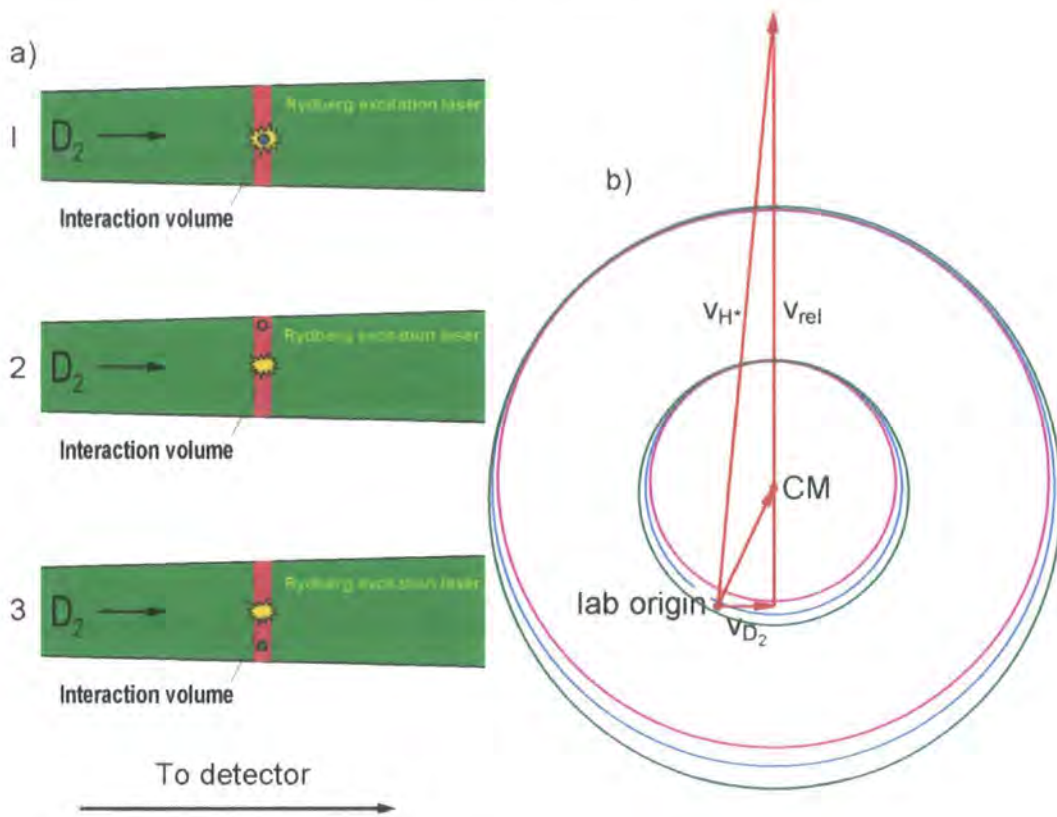 a)
1
D2
Rydberg excitation laser
Interaction volume
2
D2
Rydberg excitation laser
Interaction volume
3
D2
Rydberg excitation laser
Interaction volume
To detector
b)
vH*
vrel
CM
lab origin
vD2